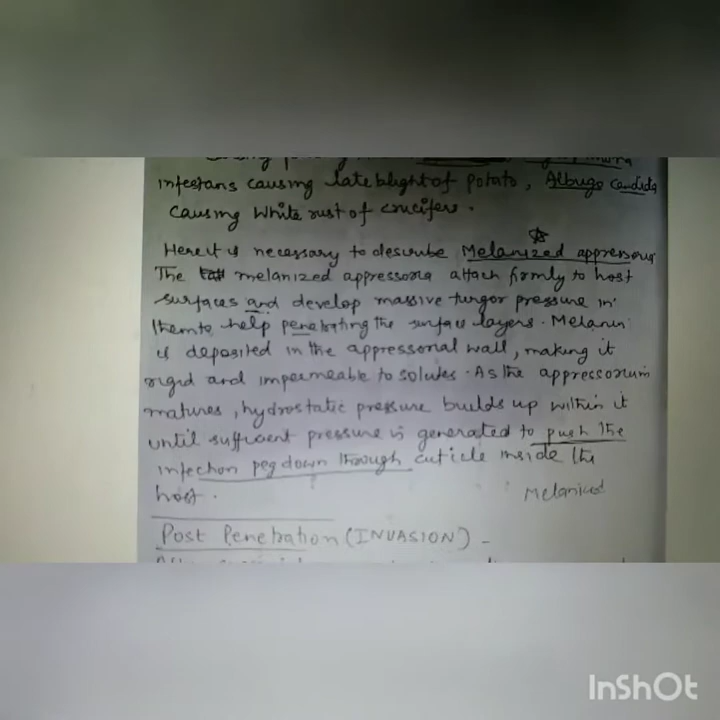 infestans causing late blight of potato, Albugo candida
causing White rust of crucifers.
Here it is necessary to describe Melanized appressoria
The melanized appressoria attach firmly to host
surfaces and develop massive turgor pressure in
them to help penetrating the surface layers. Melanin
is deposited in the appressorial wall, making it
rigid and impermeable to solutes. As the appressorium
matures, hydrostatic pressure builds up within it
until sufficent pressure is generated to push the
infection peg down through cuticle inside the
host.
Melanized
Post Penetration (INVASION) -
InShOt